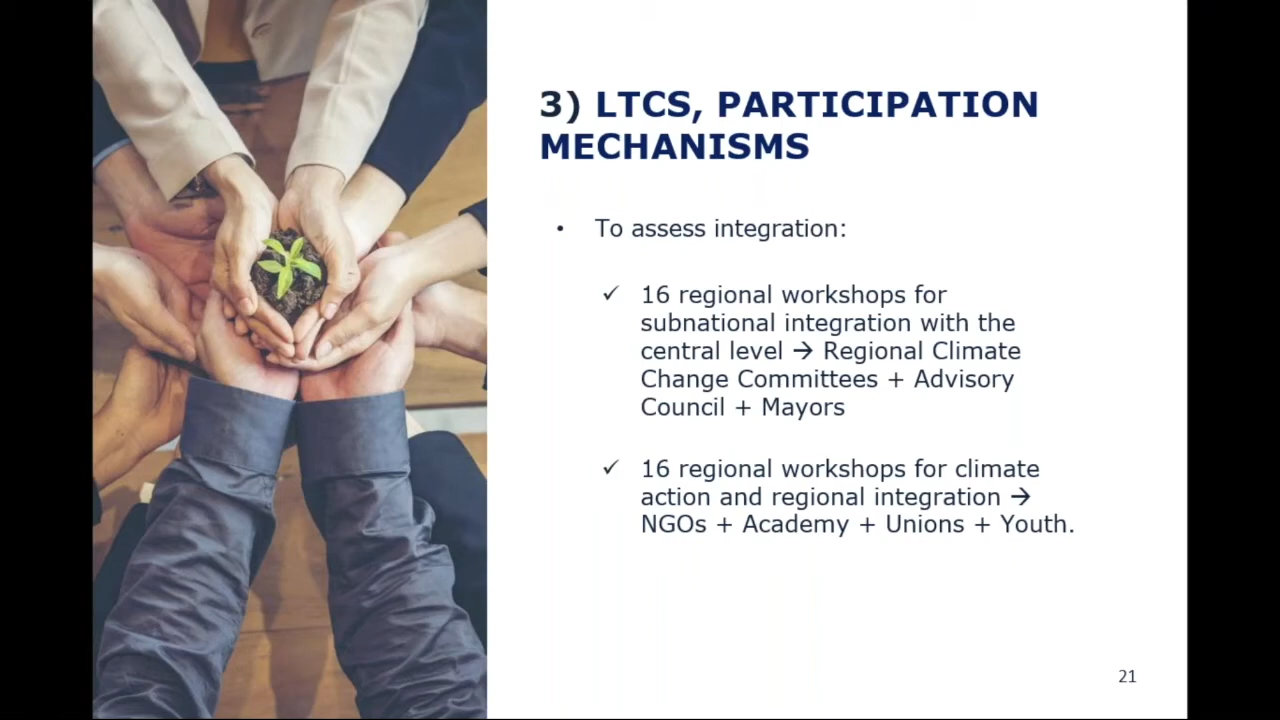 3) LTCS, PARTICIPATION
MECHANISMS
• To assess integration:
✓ 16 regional workshops for
subnational integration with the
central level → Regional Climate
Change Committees + Advisory
Council + Mayors
✓ 16 regional workshops for climate
action and regional integration →
NGOs + Academy + Unions + Youth.
21